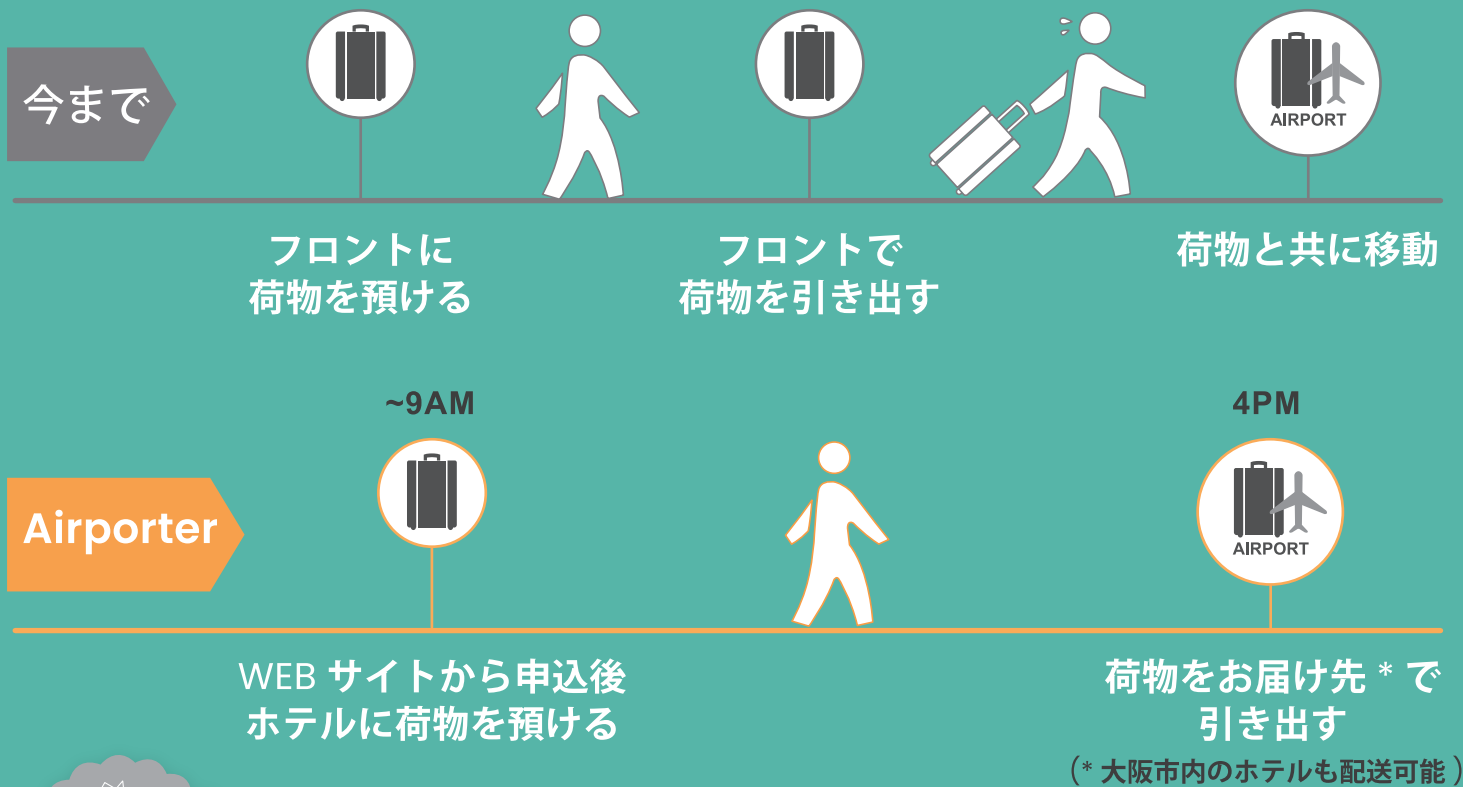 今まで
AIRPORT
フロントに
荷物を預ける
フロントで
荷物を引き出す
荷物と共に移動
~9AM
4PM
Airporter
AIRPORT
WEB サイトから申込後
ホテルに荷物を預ける
荷物をお届け先 * で
引き出す
(* 大阪市内のホテルも配送可能 )